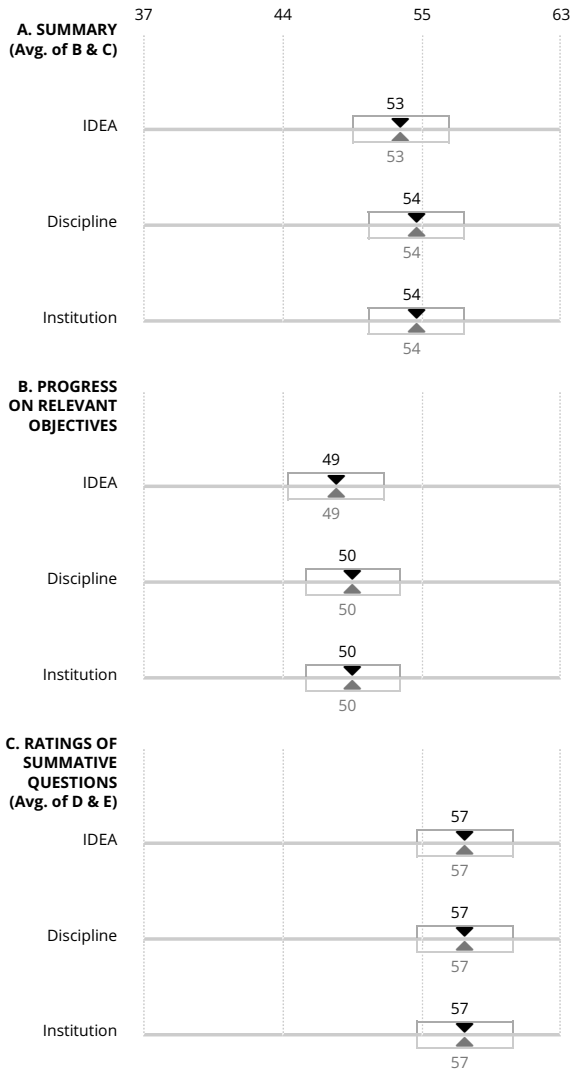 37 44 55 63
A. SUMMARY
(Avg. of B & C)
53
IDEA
53
54
Discipline
54
54
Institution
54
B. PROGRESS
ON RELEVANT
OBJECTIVES
49
IDEA
49
50
Discipline
50
50
Institution
50
C. RATINGS OF
SUMMATIVE
QUESTIONS
(Avg. of D & E)
57
IDEA
57
57
Discipline
57
57
Institution
57